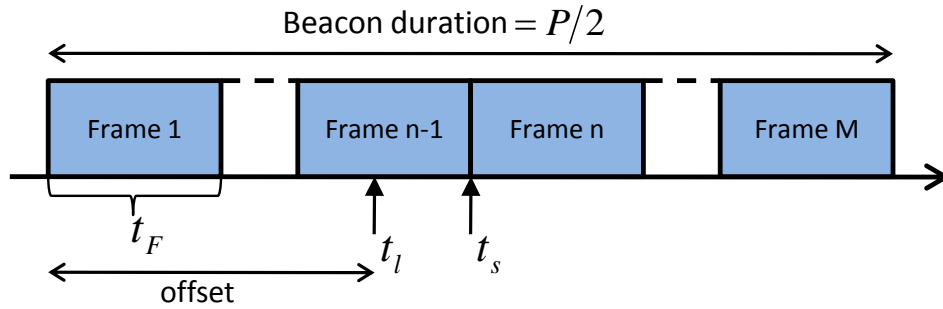 Beacon duration = P/2
Frame 1
Frame n-1
Frame n
Frame M
t_F
t_l
t_s
offset